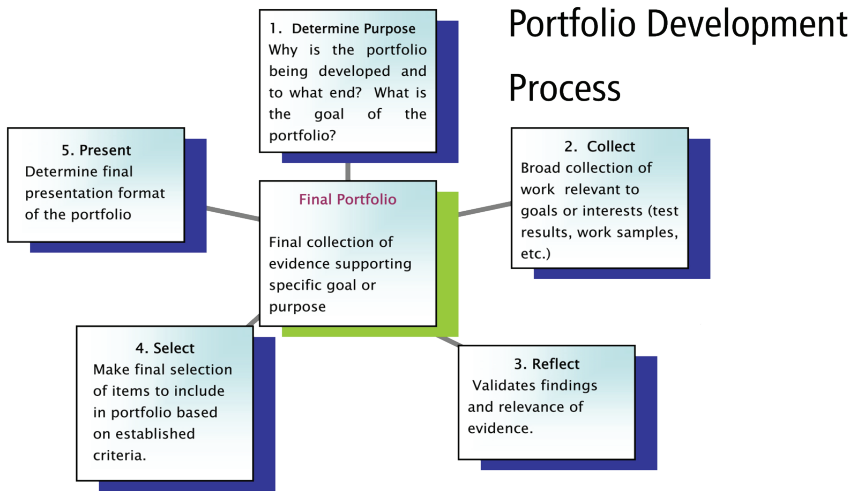 Portfolio Development
Process
1. Determine Purpose
Why is the portfolio
being developed and
to what end? What is
the goal of the
portfolio?
2. Collect
Broad collection of
work relevant to
goals or interests (test
results, work samples,
etc.)
3. Reflect
Validates findings
and relevance of
evidence.
4. Select
Make final selection
of items to include
in portfolio based
on established
criteria.
5. Present
Determine final
presentation format
of the portfolio
Final Portfolio
Final collection of
evidence supporting
specific goal or
purpose